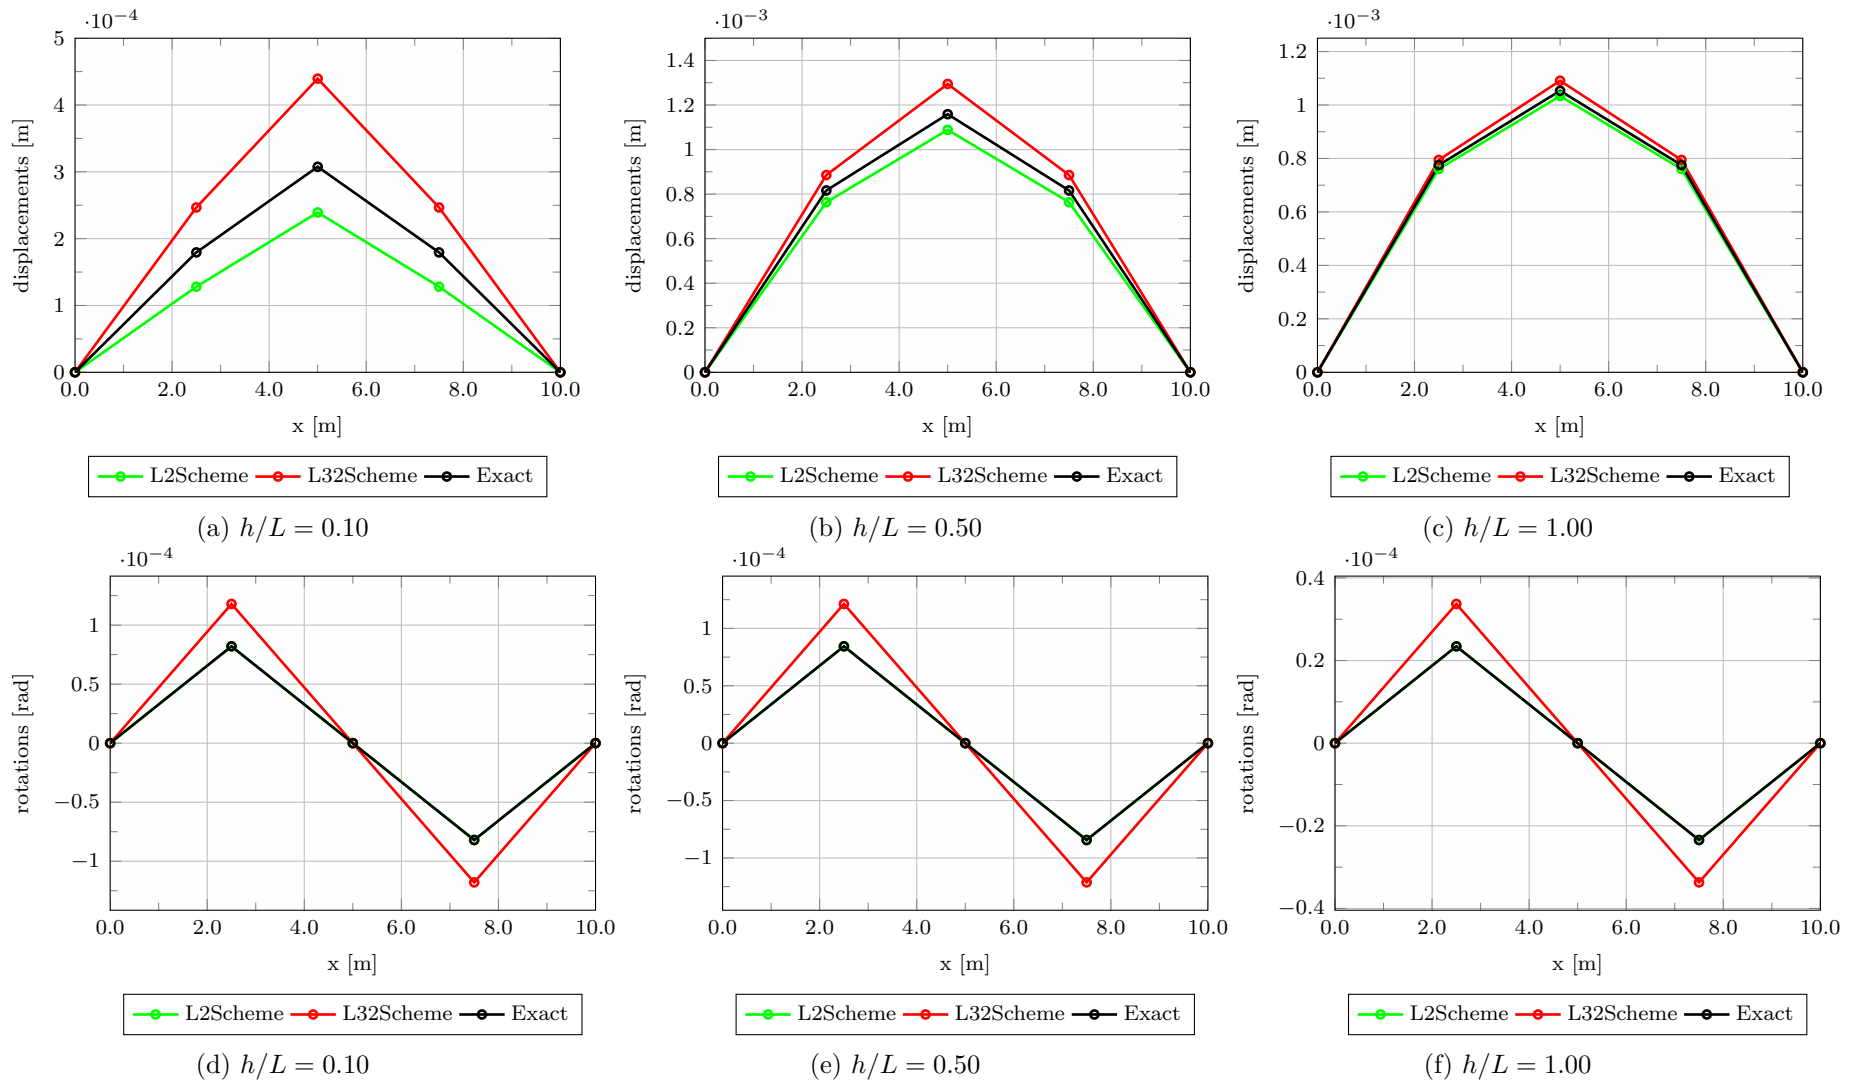 ·10⁻⁴
5
4
3
2
1
0
displacements [m]
0.0 2.0 4.0 6.0 8.0 10.0
x [m]
L2Scheme L32Scheme Exact
(a) h/L = 0.10
·10⁻³
1.4
1.2
1
0.8
0.6
0.4
0.2
0
displacements [m]
0.0 2.0 4.0 6.0 8.0 10.0
x [m]
L2Scheme L32Scheme Exact
(b) h/L = 0.50
·10⁻³
1.2
1
0.8
0.6
0.4
0.2
0
displacements [m]
0.0 2.0 4.0 6.0 8.0 10.0
x [m]
L2Scheme L32Scheme Exact
(c) h/L = 1.00
·10⁻⁴
1
0.5
0
−0.5
−1
rotations [rad]
0.0 2.0 4.0 6.0 8.0 10.0
x [m]
L2Scheme L32Scheme Exact
(d) h/L = 0.10
·10⁻⁴
1
0.5
0
−0.5
−1
rotations [rad]
0.0 2.0 4.0 6.0 8.0 10.0
x [m]
L2Scheme L32Scheme Exact
(e) h/L = 0.50
·10⁻⁴
0.4
0.2
0
−0.2
−0.4
rotations [rad]
0.0 2.0 4.0 6.0 8.0 10.0
x [m]
L2Scheme L32Scheme Exact
(f) h/L = 1.00